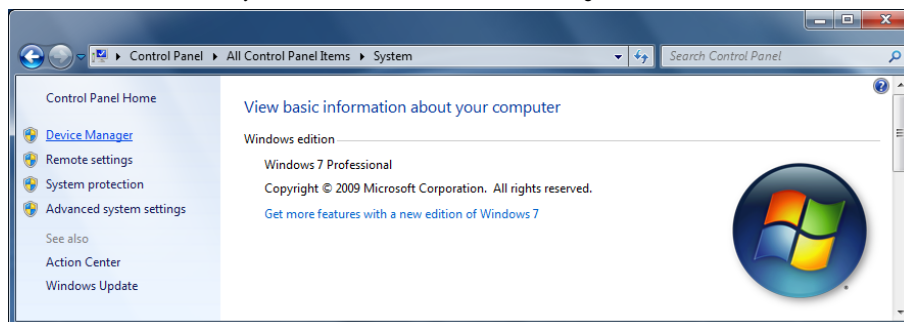 Control Panel ▸ All Control Panel Items ▸ System
Search Control Panel
Control Panel Home
Device Manager
Remote settings
System protection
Advanced system settings
See also
Action Center
Windows Update
View basic information about your computer
Windows edition
Windows 7 Professional
Copyright © 2009 Microsoft Corporation. All rights reserved.
Get more features with a new edition of Windows 7